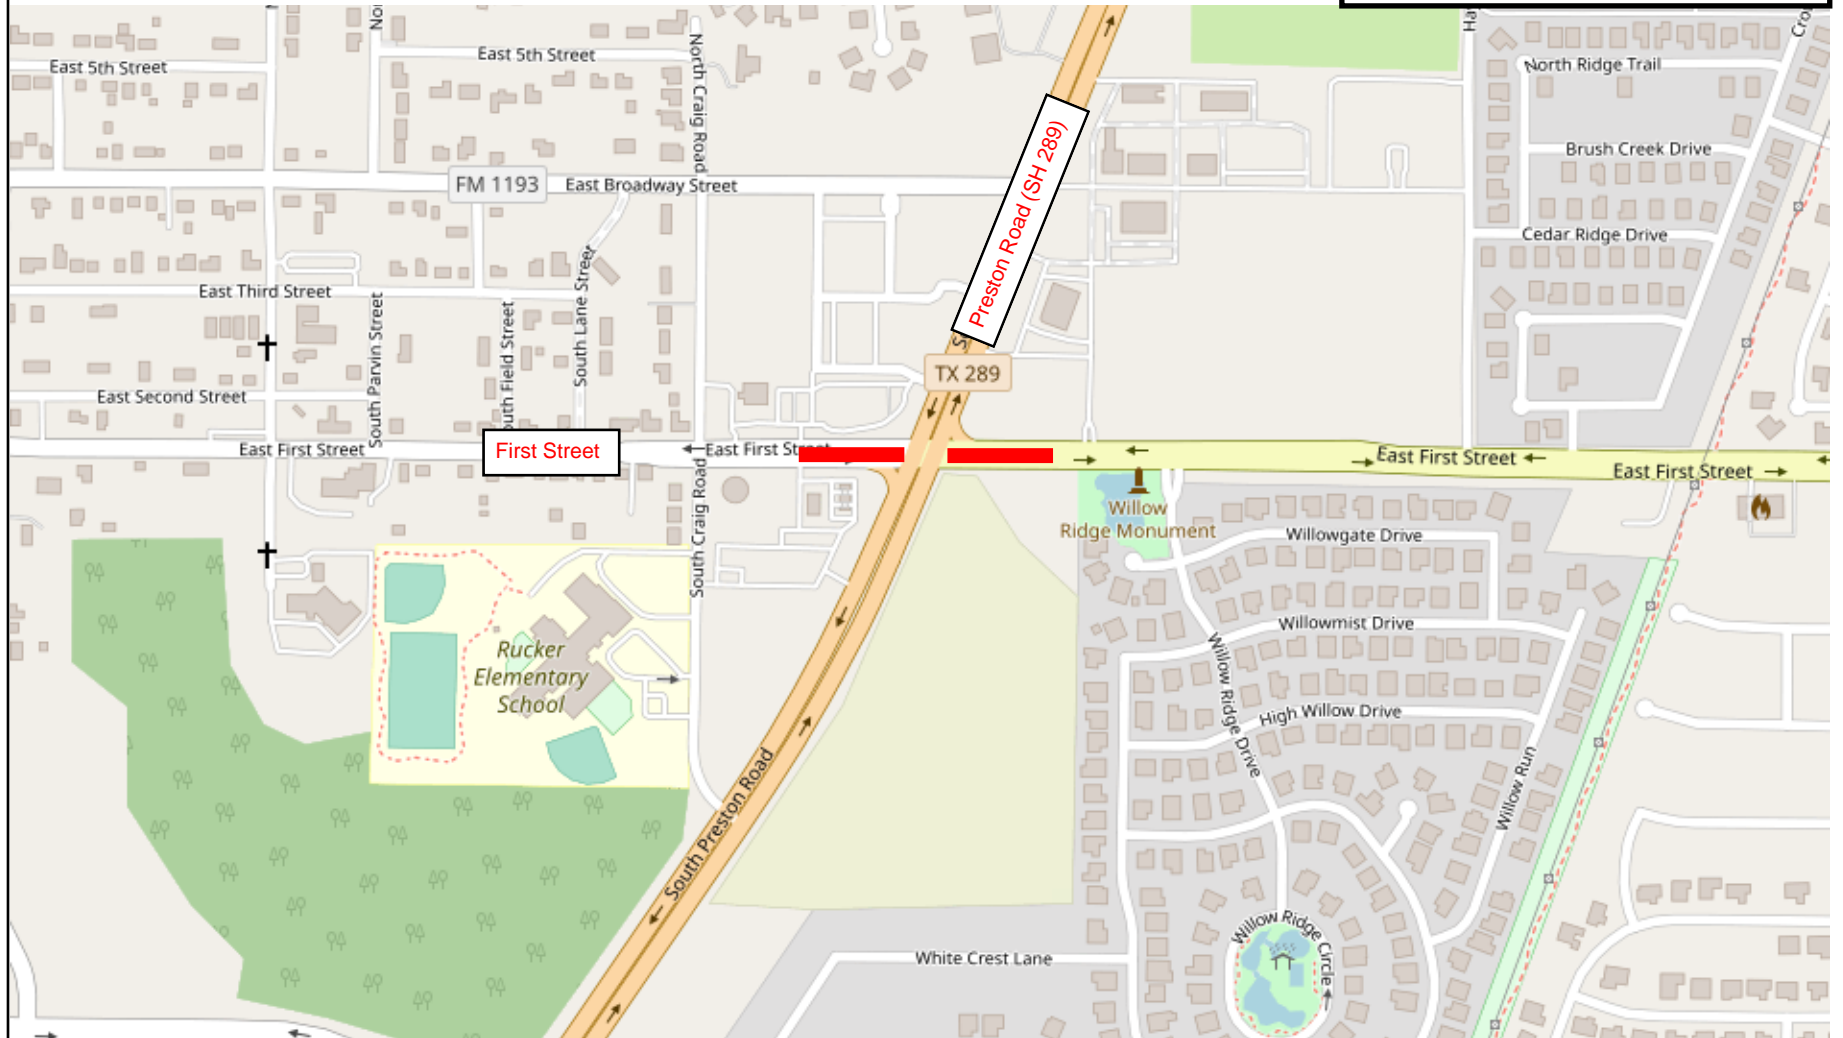 East 5th Street
East 5th Street
North Craig Road
North Ridge Trail
Brush Creek Drive
FM 1193
East Broadway Street
Preston Road (SH 289)
Cedar Ridge Drive
East Third Street
South Lane Street
South Parvin Street
TX 289
East Second Street
East First Street
First Street
East First Street
East First Street
East First Street
South Craig Road
Willow
Ridge Monument
Willowgate Drive
Willowmist Drive
Rucker
Elementary
School
Willow Ridge Drive
High Willow Drive
Willow Run
South Preston Road
Willow Ridge Circle
White Crest Lane